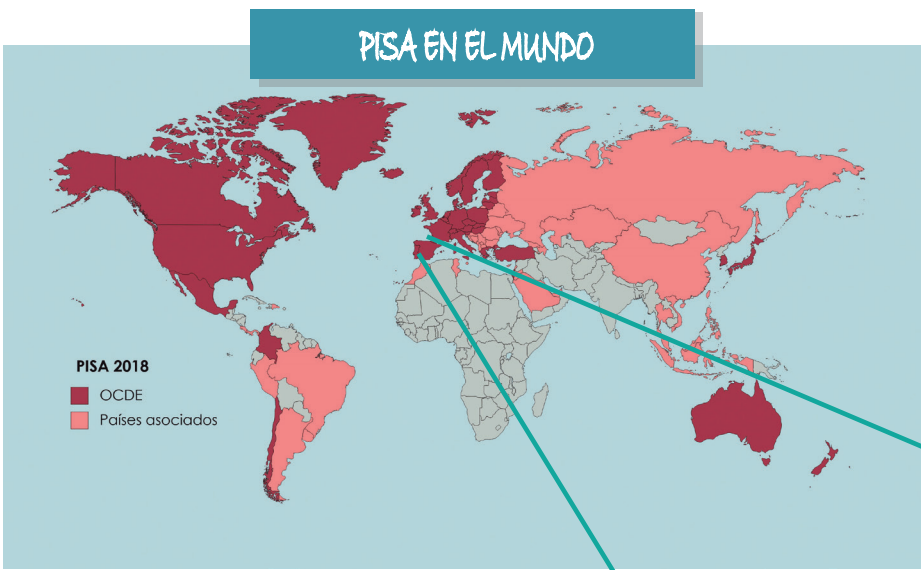 PISA EN EL MUNDO
PISA 2018
OCDE
Países asociados